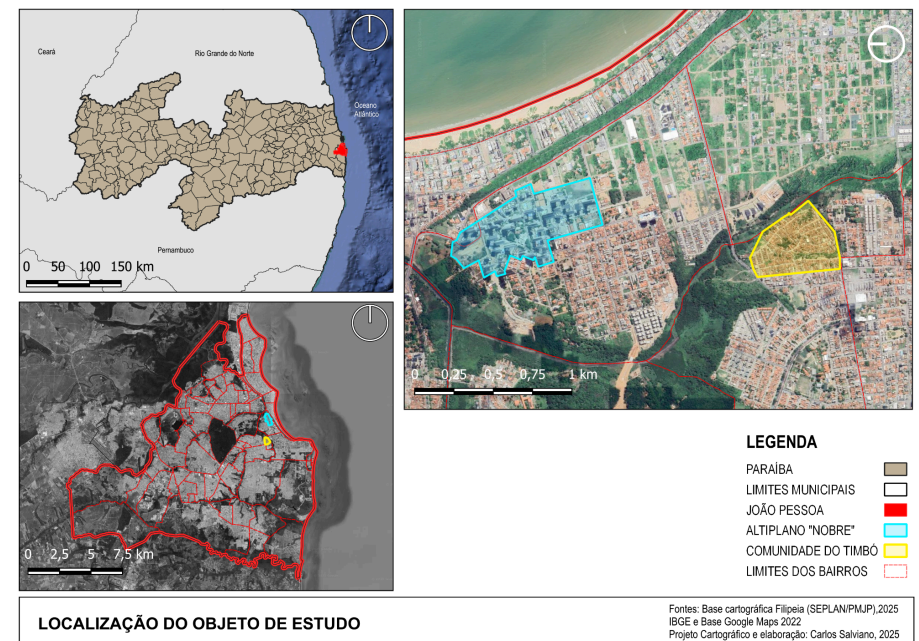 Ceará
Rio Grande do Norte
Oceano
Atlântico
Pernambuco
0 50 100 150 km
0 2,5 5 7,5 km
0 0,25 0,5 0,75 1 km
LEGENDA
PARAÍBA
LIMITES MUNICIPAIS
JOÃO PESSOA
ALTIPLANO "NOBRE"
COMUNIDADE DO TIMBÓ
LIMITES DOS BAIRROS
LOCALIZAÇÃO DO OBJETO DE ESTUDO
Fontes: Base cartográfica Filipeia (SEPLAN/PMJP),2025
IBGE e Base Google Maps 2022
Projeto Cartográfico e elaboração: Carlos Salviano, 2025